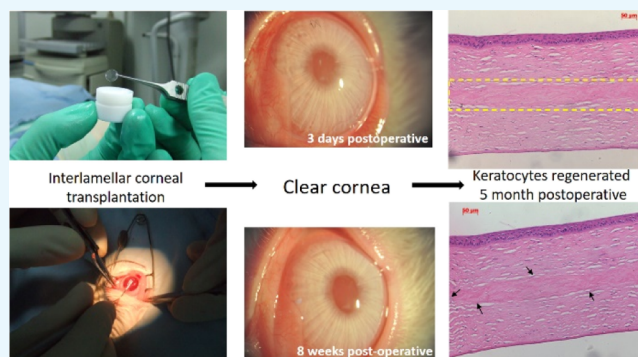 3 days postoperative
Interlamellar corneal
transplantation
Clear cornea
Keratocytes regenerated
5 month postoperative
8 weeks post-operative